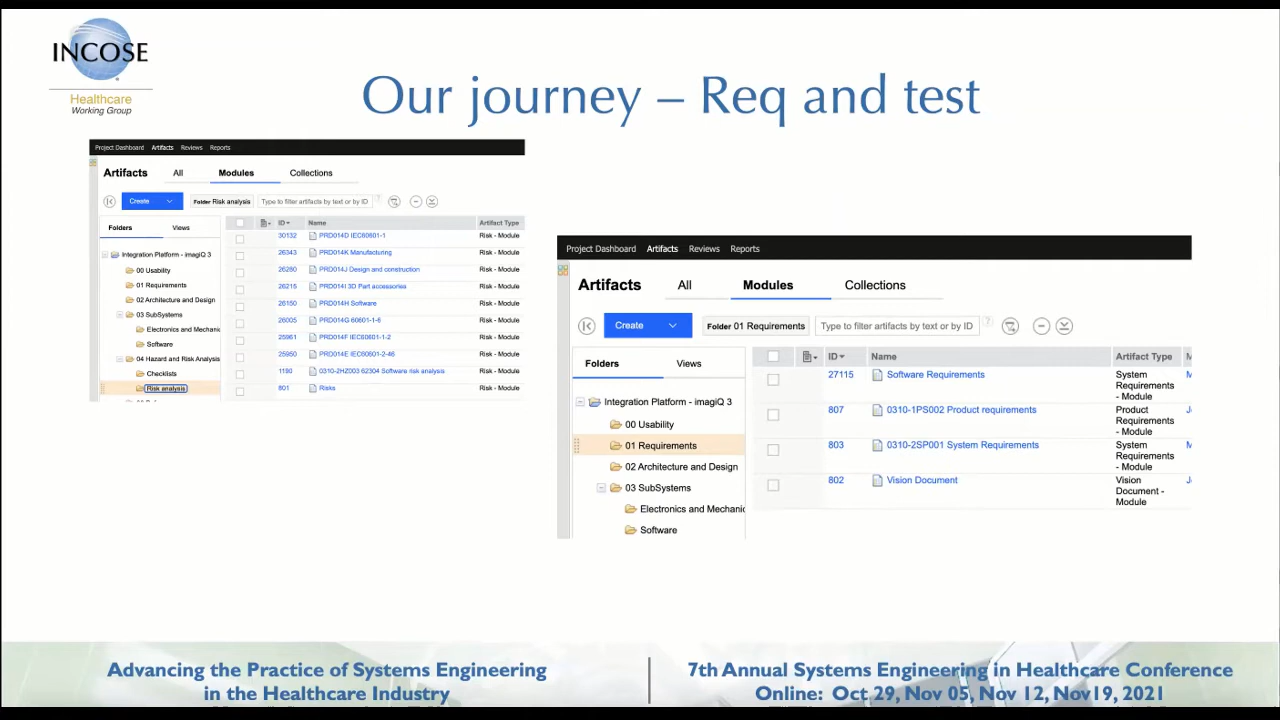 INCOSE
Healthcare
Working Group
Our journey – Req and test
Project Dashboard Artifacts Reviews Reports
Artifacts All Modules Collections
Create Folder Risk analysis Type to filter artifacts by text or by ID
Folders Views
Integration Platform - imagiQ 3
00 Usability
01 Requirements
02 Architecture and Design
03 SubSystems
Electronics and Mechanic
Software
04 Hazard and Risk Analysis
Checklists
Risk analysis
ID Name Artifact Type
30132 PRD014D IEC60601-1 Risk - Module
26343 PRD014K Manufacturing Risk - Module
26280 PRD014J Design and construction Risk - Module
26215 PRD014I 3D Part accessories Risk - Module
26150 PRD014H Software Risk - Module
26005 PRD014G 60601-1-6 Risk - Module
25961 PRD014F IEC60601-1-2 Risk - Module
25950 PRD014E IEC60601-2-46 Risk - Module
1190 0310-2HZ003 62304 Software risk analysis Risk - Module
801 Risks Risk - Module
Project Dashboard Artifacts Reviews Reports
Artifacts All Modules Collections
Create Folder 01 Requirements Type to filter artifacts by text or by ID
Folders Views
Integration Platform - imagiQ 3
00 Usability
01 Requirements
02 Architecture and Design
03 SubSystems
Electronics and Mechanic
Software
ID Name Artifact Type
27115 Software Requirements System
Requirements
- Module
807 0310-1PS002 Product requirements Product
Requirements
- Module
803 0310-2SP001 System Requirements System
Requirements
- Module
802 Vision Document Vision
Document -
Module
Advancing the Practice of Systems Engineering
in the Healthcare Industry
7th Annual Systems Engineering in Healthcare Conference
Online: Oct 29, Nov 05, Nov 12, Nov19, 2021